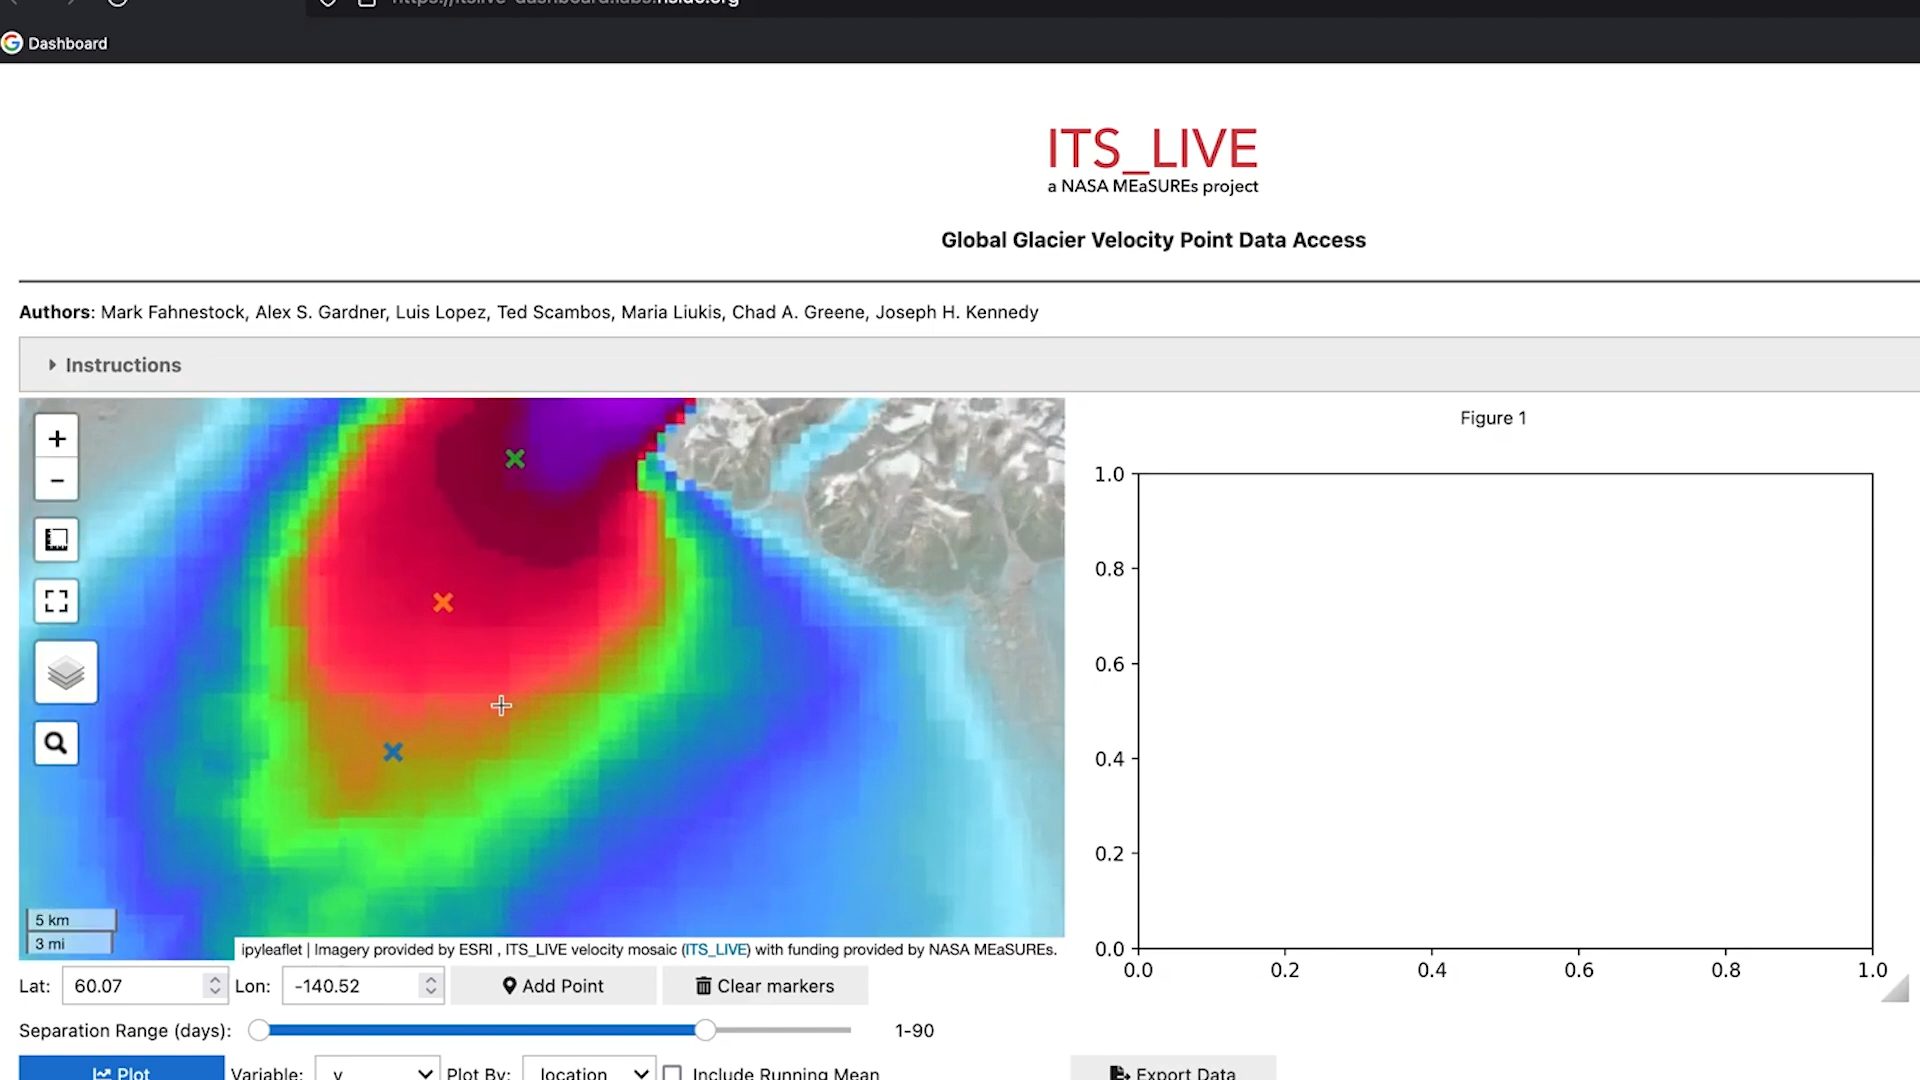 Dashboard
ITS_LIVE
a NASA MEaSUREs project
Global Glacier Velocity Point Data Access
Authors: Mark Fahnestock, Alex S. Gardner, Luis Lopez, Ted Scambos, Maria Liukis, Chad A. Greene, Joseph H. Kennedy
Instructions
Figure 1
+
−
1.0
0.8
0.6
0.4
0.2
0.0
0.0 0.2 0.4 0.6 0.8 1.0
5 km
3 mi
ipyleaflet | Imagery provided by ESRI , ITS_LIVE velocity mosaic (ITS_LIVE) with funding provided by NASA MEaSUREs.
Lat: 60.07 Lon: -140.52 Add Point Clear markers
Separation Range (days): 1-90
Plot Variable: v Plot By: location Include Running Mean Export Data